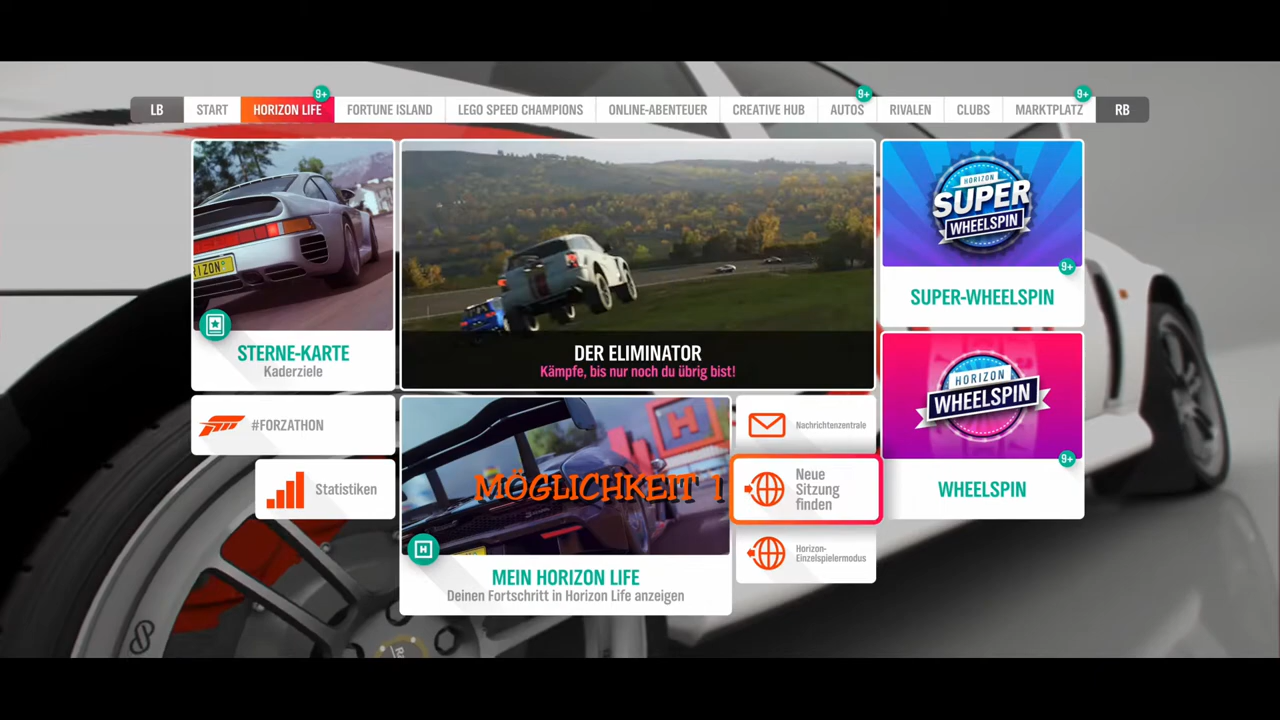 LB
START
HORIZON LIFE
9+
FORTUNE ISLAND
LEGO SPEED CHAMPIONS
ONLINE-ABENTEUER
CREATIVE HUB
AUTOS
9+
RIVALEN
CLUBS
MARKTPLATZ
9+
RB
RIZON°
STERNE-KARTE
Kaderziele
DER ELIMINATOR
Kämpfe, bis nur noch du übrig bist!
HORIZON
SUPER
WHEELSPIN
9+
SUPER-WHEELSPIN
#FORZATHON
Statistiken
MÖGLICHKEIT 1
H
H
MEIN HORIZON LIFE
Deinen Fortschritt in Horizon Life anzeigen
Nachrichtenzentrale
Neue
Sitzung
finden
Horizon-
Einzelspielermodus
HORIZON
WHEELSPIN
9+
WHEELSPIN